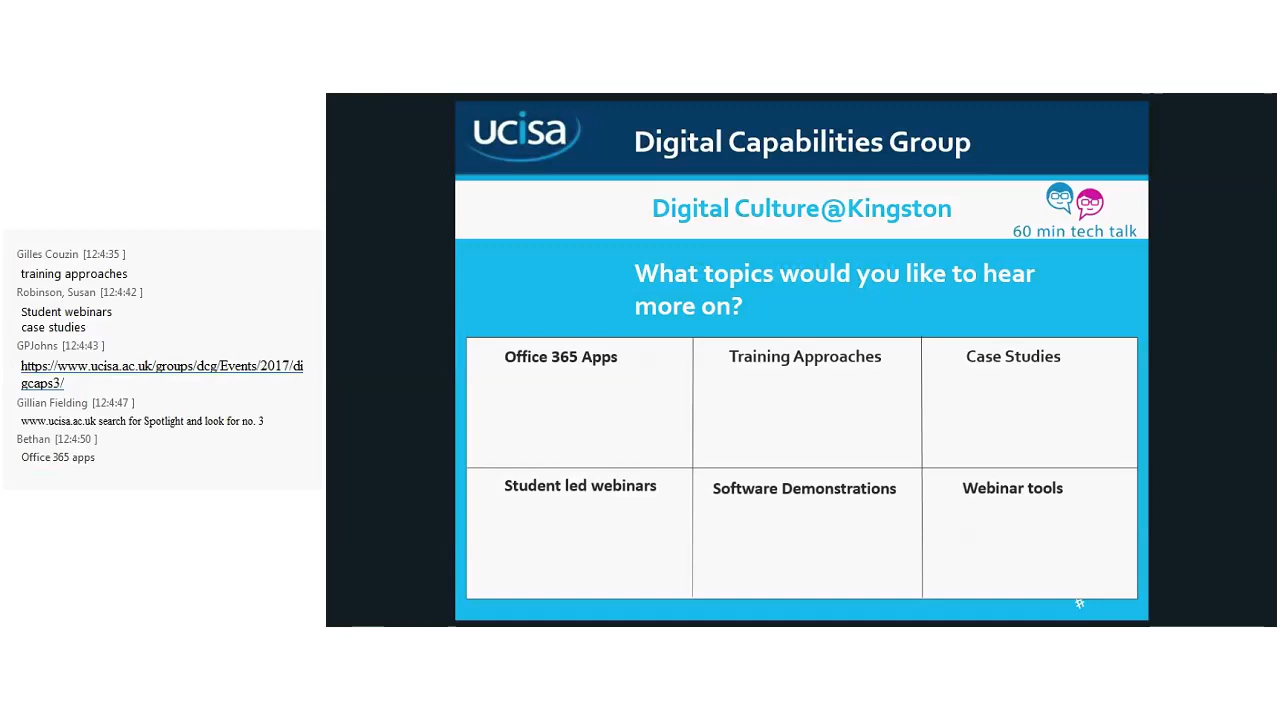 Gilles Couzin [12:4:35 ]
training approaches
Robinson, Susan [12:4:42 ]
Student webinars
case studies
GPJohns [12:4:43 ]
https://www.ucisa.ac.uk/groups/dcg/Events/2017/di
gcaps3/
Gillian Fielding [12:4:47 ]
www.ucisa.ac.uk search for Spotlight and look for no. 3
Bethan [12:4:50 ]
Office 365 apps
ucisa
Digital Capabilities Group
Digital Culture@Kingston
60 min tech talk
What topics would you like to hear
more on?
Office 365 Apps
Training Approaches
Case Studies
Student led webinars
Software Demonstrations
Webinar tools